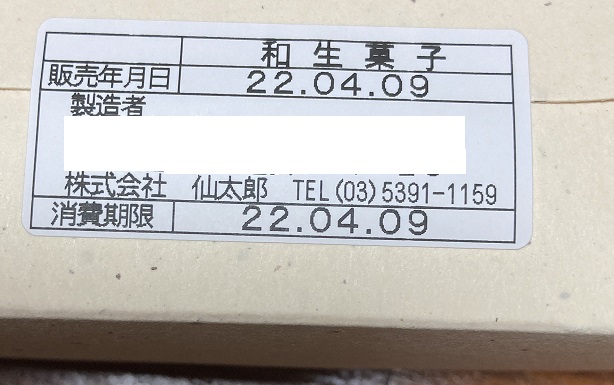 和生菓子
販売年月日 22.04.09
製造者
株式会社 仙太郎 TEL(03)5391-1159
消費期限 22.04.09